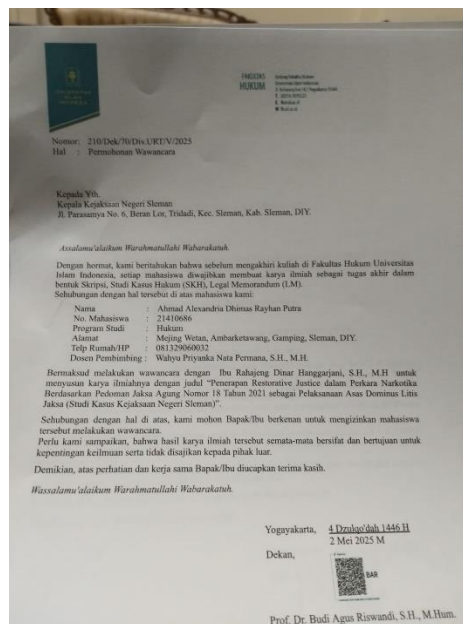 UNIVERSITAS
ISLAM
INDONESIA
FAKULTAS
HUKUM
Nomor: 210/Dek/70/Div.URT/V/2025
Hal : Permohonan Wawancara
Kepada Yth.
Kepala Kejaksaan Negeri Sleman
Jl. Parasamya No. 6, Beran Lor, Tridadi, Kec. Sleman, Kab. Sleman, DIY.
Assalamu'alaikum Warahmatullahi Wabarakatuh.
Dengan hormat, kami beritahukan bahwa sebelum mengakhiri kuliah di Fakultas Hukum Universitas
Islam Indonesia, setiap mahasiswa diwajibkan membuat karya ilmiah sebagai tugas akhir dalam
bentuk Skripsi, Studi Kasus Hukum (SKH), Legal Memorandum (LM).
Sehubungan dengan hal tersebut di atas mahasiswa kami:
Nama : Ahmad Alexandria Dhimas Rayhan Putra
No. Mahasiswa : 21410686
Program Studi : Hukum
Alamat : Mejing Wetan, Ambarketawang, Gamping, Sleman, DIY.
Telp Rumah/HP : 081329060032
Dosen Pembimbing : Wahyu Priyanka Nata Permana, S.H., M.H.
Bermaksud melakukan wawancara dengan Ibu Rahajeng Dinar Hanggarjani, S.H., M.H untuk
menyusun karya ilmiahnya dengan judul "Penerapan Restorative Justice dalam Perkara Narkotika
Berdasarkan Pedoman Jaksa Agung Nomor 18 Tahun 2021 sebagai Pelaksanaan Asas Dominus Litis
Jaksa (Studi Kasus Kejaksaan Negeri Sleman)".
Sehubungan dengan hal di atas, kami mohon Bapak/Ibu berkenan untuk mengizinkan mahasiswa
tersebut melakukan wawancara.
Perlu kami sampaikan, bahwa hasil karya ilmiah tersebut semata-mata bersifat dan bertujuan untuk
kepentingan keilmuan serta tidak disajikan kepada pihak luar.
Demikian, atas perhatian dan kerja sama Bapak/Ibu diucapkan terima kasih.
Wassalamu'alaikum Warahmatullahi Wabarakatuh.
Yogayakarta, 4 Dzulqo'dah 1446 H
2 Mei 2025 M
Dekan,
BAR
Prof. Dr. Budi Agus Riswandi, S.H., M.Hum.